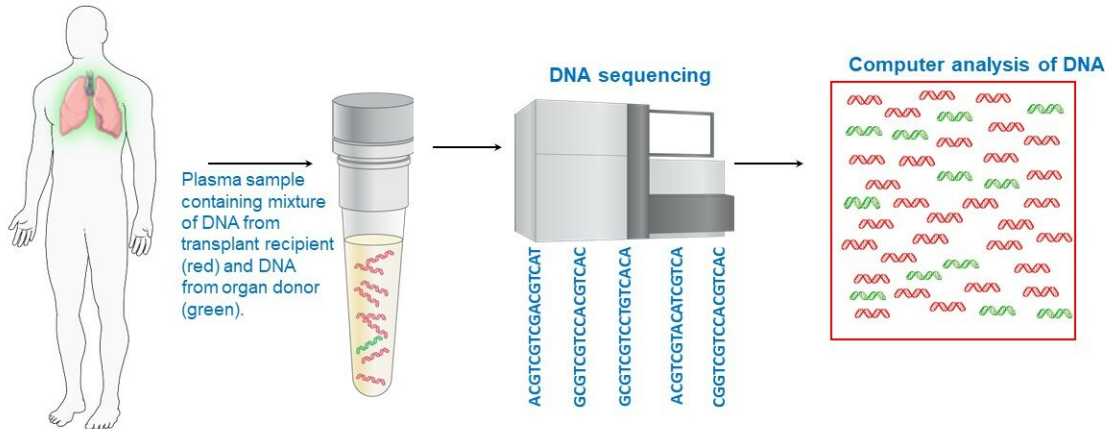 Plasma sample
containing mixture
of DNA from
transplant recipient
(red) and DNA
from organ donor
(green).
DNA sequencing
ACGTCGTCGACGTCAT
GCGTCGTCCACGTCAC
GCGTCGTCCTGTCACA
ACGTCGTACATCGTCA
CGGTCGTCCACGTCAC
Computer analysis of DNA